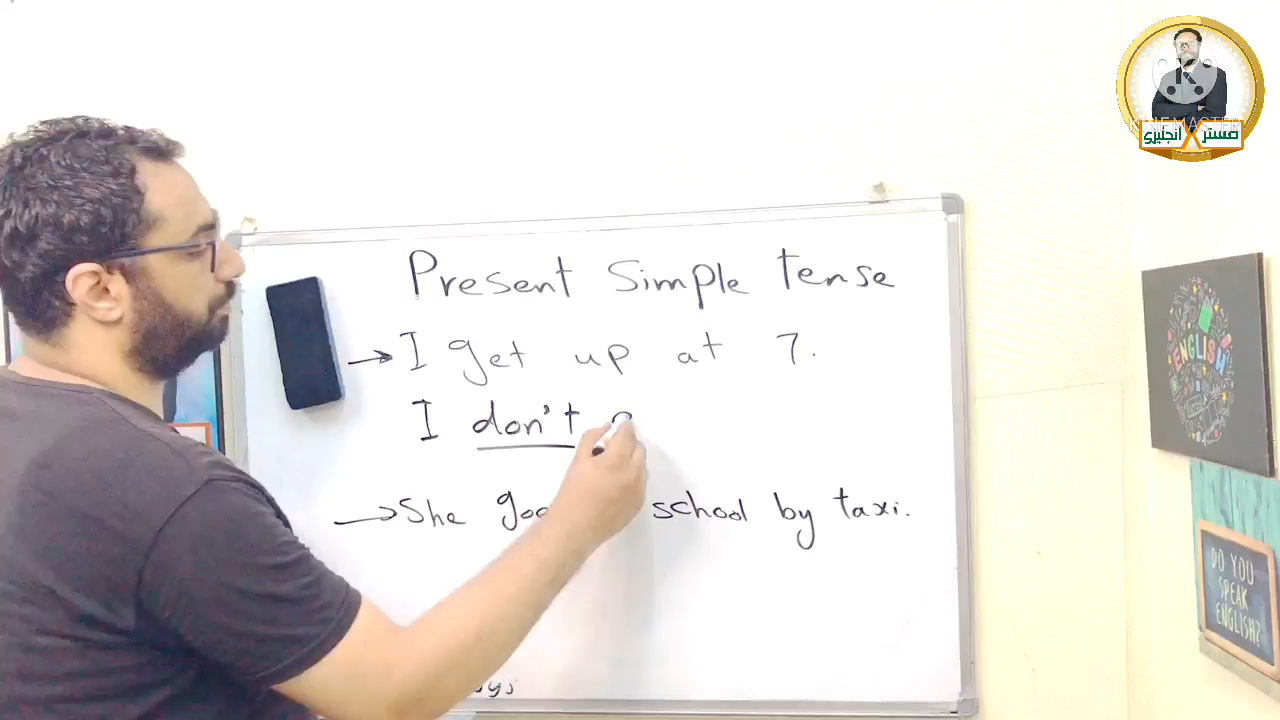 Present Simple tense
I get up at 7.
I don't
She school by taxi.
KINEMASTER
مستر X انجليزي
ENGLISH
DO YOU
SPEAK
ENGLISH?